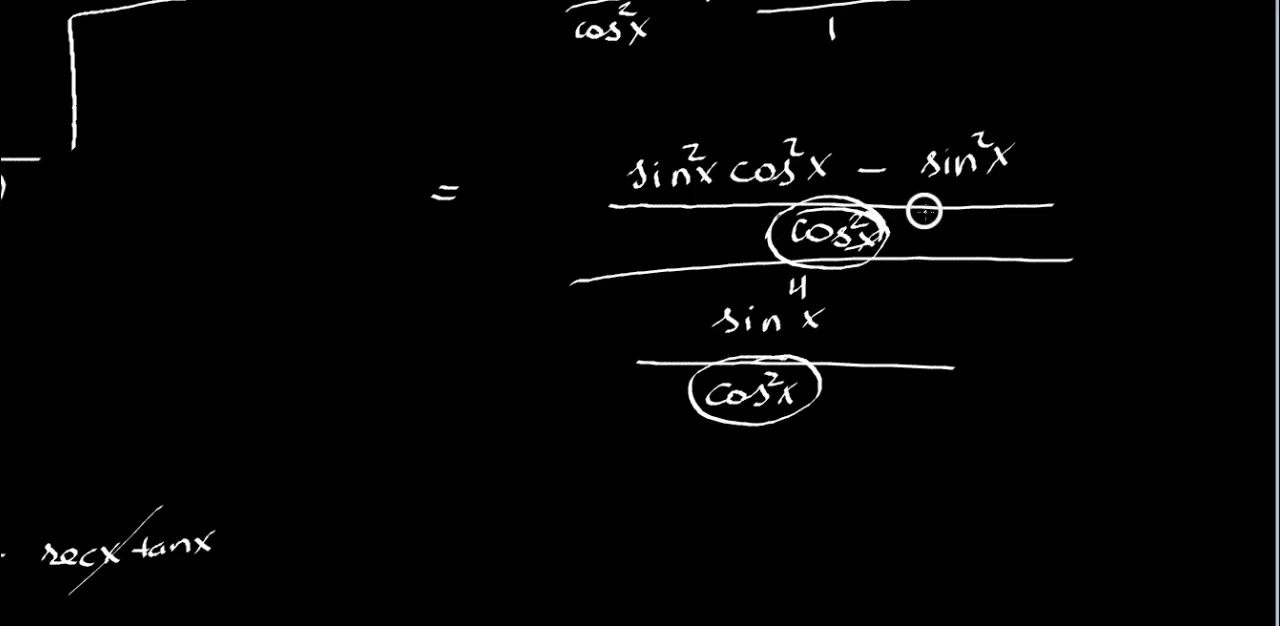 cos²x 1
)
= sin²x cos²x - sin²x
cos²x
sin⁴x
cos²x
- secx tanx